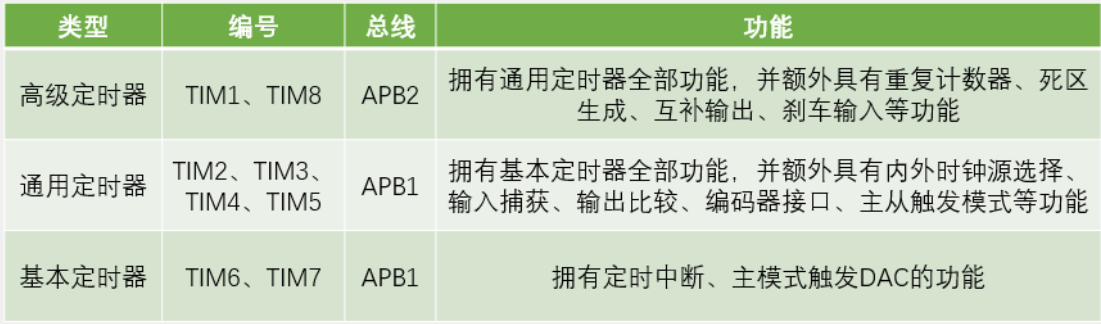 类型 编号 总线 功能
高级定时器 TIM1、TIM8 APB2 拥有通用定时器全部功能，并额外具有重复计数器、死区
生成、互补输出、刹车输入等功能
通用定时器 TIM2、TIM3、
TIM4、TIM5 APB1 拥有基本定时器全部功能，并额外具有内外时钟源选择、
输入捕获、输出比较、编码器接口、主从触发模式等功能
基本定时器 TIM6、TIM7 APB1 拥有定时中断、主模式触发DAC的功能